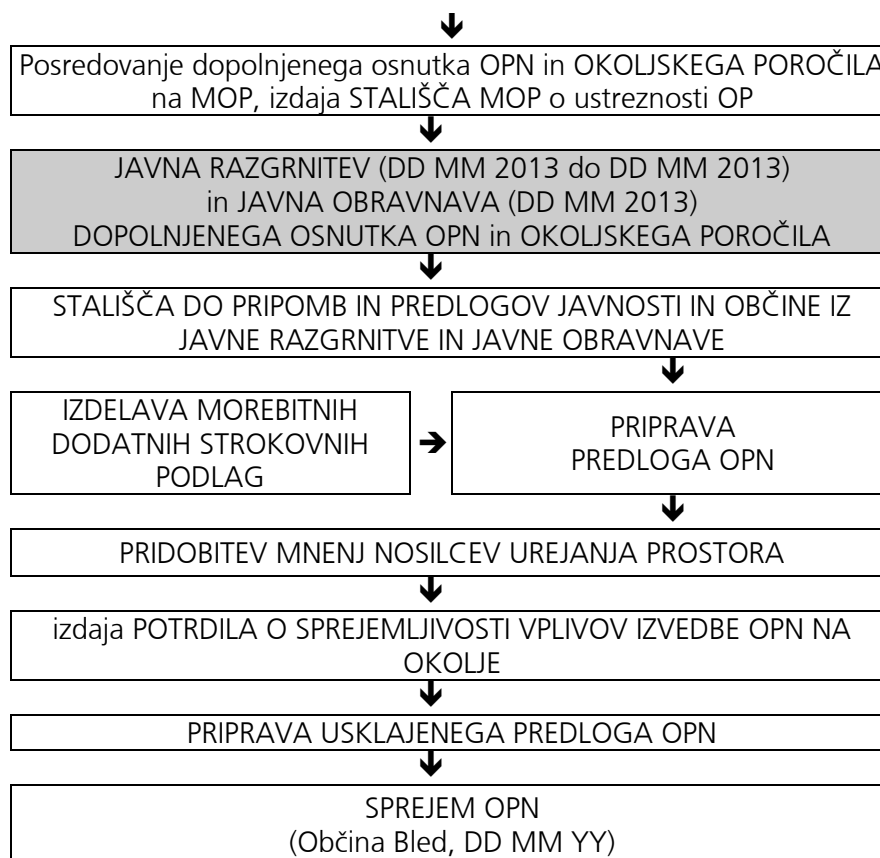 Posredovanje dopolnjenega osnutka OPN in OKOLJSKEGA POROČILA
na MOP, izdaja STALIŠČA MOP o ustreznosti OP
JAVNA RAZGRNITEV (DD MM 2013 do DD MM 2013)
in JAVNA OBRAVNAVA (DD MM 2013)
DOPOLNJENEGA OSNUTKA OPN in OKOLJSKEGA POROČILA
STALIŠČA DO PRIPOMB IN PREDLOGOV JAVNOSTI IN OBČINE IZ
JAVNE RAZGRNITVE IN JAVNE OBRAVNAVE
IZDELAVA MOREBITNIH
DODATNIH STROKOVNIH
PODLAG
PRIPRAVA
PREDLOGA OPN
PRIDOBITEV MNENJ NOSILCEV UREJANJA PROSTORA
izdaja POTRDILA O SPREJEMLJIVOSTI VPLIVOV IZVEDBE OPN NA
OKOLJE
PRIPRAVA USKLAJENEGA PREDLOGA OPN
SPREJEM OPN
(Občina Bled, DD MM YY)